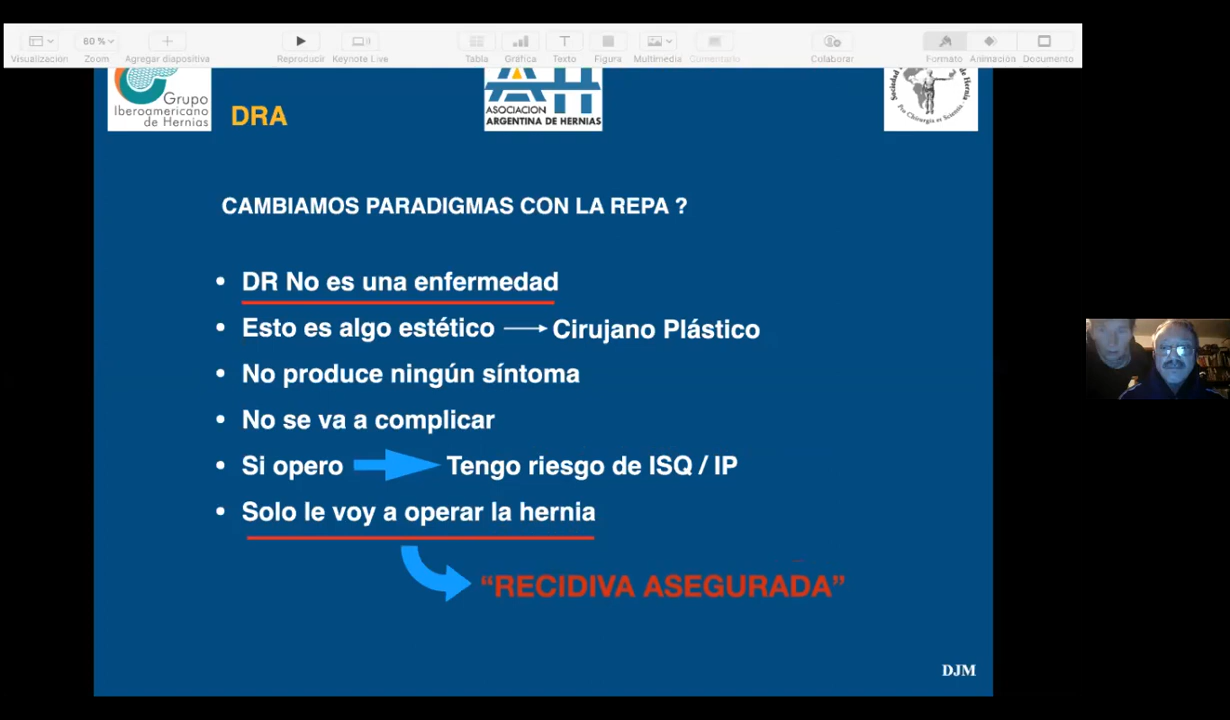 80 %
Visualización
Zoom
Agregar diapositiva
Reproducir
Keynote Live
Tabla
Gráfica
Texto
Figura
Multimedia
Comentario
Colaborar
Formato
Animación
Documento
Grupo
Iberoamericano
de Hernias
DRA
ASOCIACION
ARGENTINA DE HERNIAS
CAMBIAMOS PARADIGMAS CON LA REPA ?
• DR No es una enfermedad
• Esto es algo estético Cirujano Plástico
• No produce ningún síntoma
• No se va a complicar
• Si opero Tengo riesgo de ISQ / IP
• Solo le voy a operar la hernia
“RECIDIVA ASEGURADA”
DJM